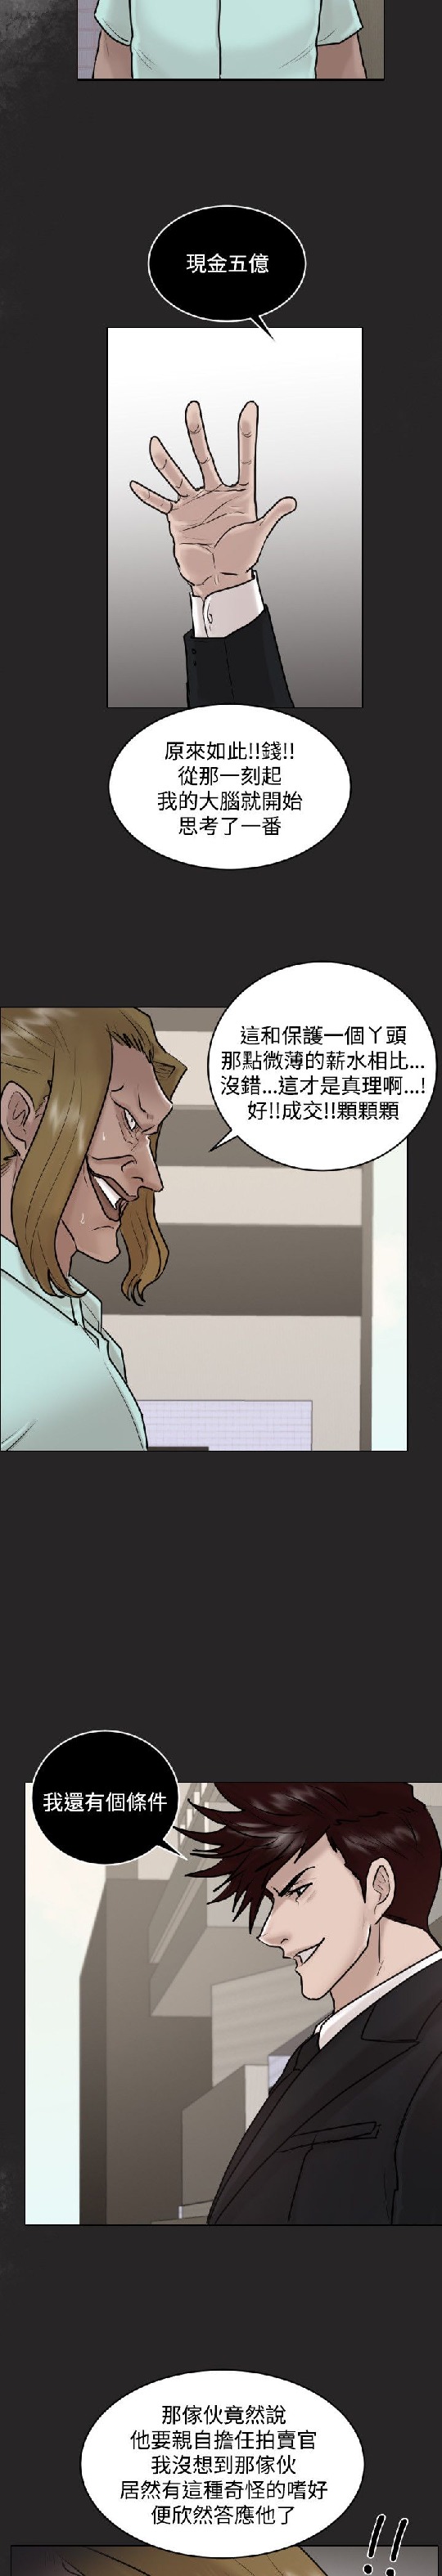 現金五億
原來如此!!錢!!
從那一刻起
我的大腦就開始
思考了一番
這和保護一個丫頭
那點微薄的薪水相比...
沒錯...這才是真理啊...!
好!!成交!!顆顆顆
我還有個條件
那傢伙竟然說
他要親自擔任拍賣官
我沒想到那傢伙
居然有這種奇怪的嗜好
便欣然答應他了
!!